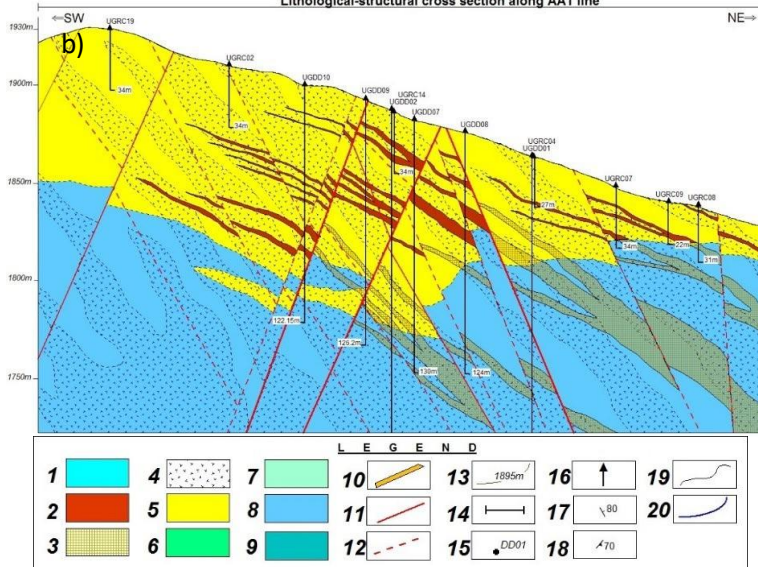 Lithological-structural cross section along AA1 line
SW
NE
b)
1930m
1900m
1850m
1800m
1750m
UGRC19
UGRC02
UGDD10
UGDD09
UGRC14
UGDD02
UGDD07
UGDD08
UGRC04
UGDD01
UGRC07
UGRC09
UGRC08
34m
34m
34m
27m
34m
22m
31m
122.15m
125.2m
130m
124m
L E G E N D
1 4 7 10 13 1895m 16 19
2 5 8 11 14 17 80 20
3 6 9 12 15 DD01 18 70